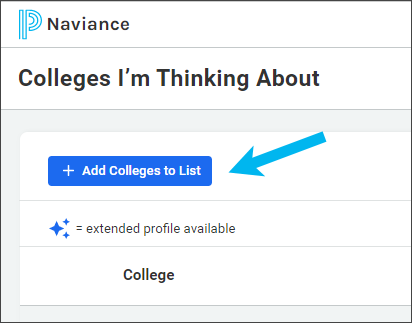 Naviance
Colleges I'm Thinking About
+ Add Colleges to List
= extended profile available
College